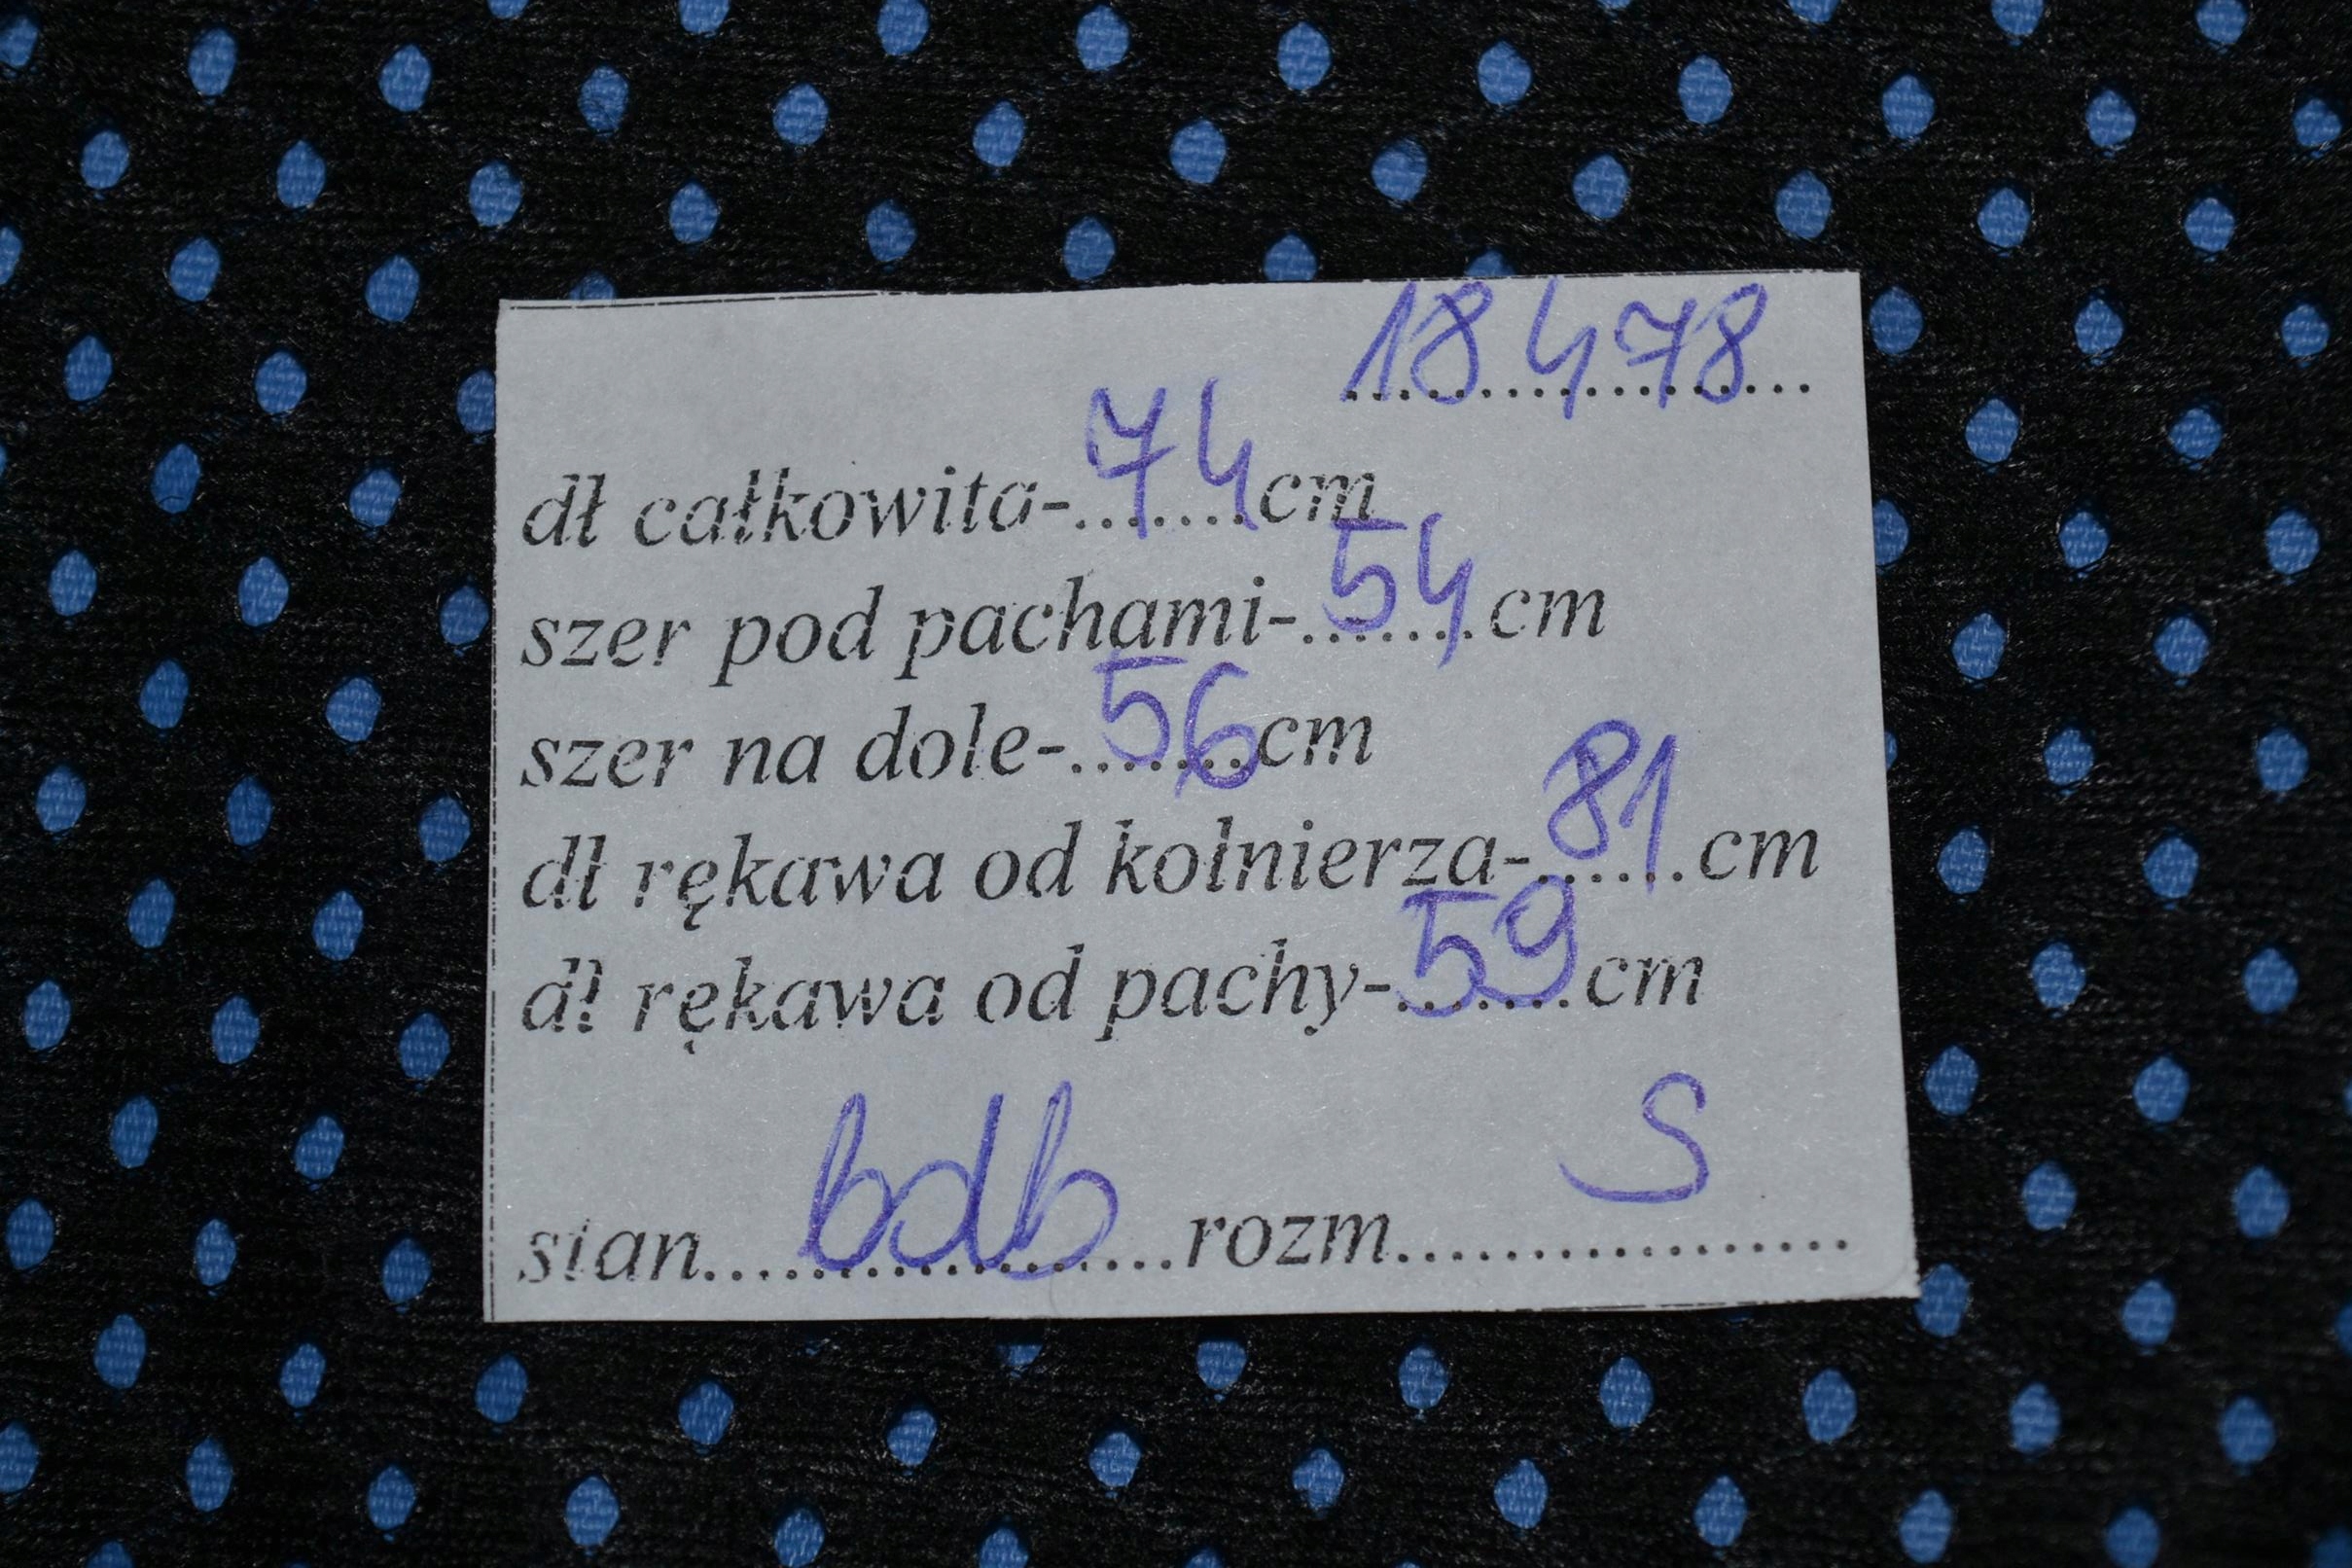 18478
dł całkowita-74cm
szer pod pachami-54cm
szer na dole-56cm
dł rękawa od kołnierza-81cm
dł rękawa od pachy-59cm
stan bdb rozm S